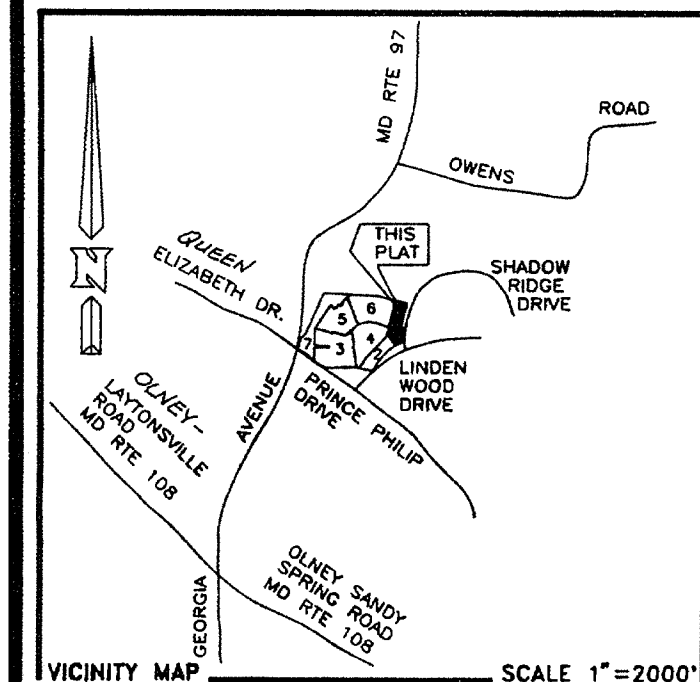 MD RTE 97
ROAD
OWENS
THIS
PLAT
QUEEN
ELIZABETH DR.
N
SHADOW
RIDGE
DRIVE
6
5
4
7
3
2
LINDEN
WOOD
DRIVE
PRINCE PHILIP
DRIVE
AVENUE
OLNEY-
LAYTONSVILLE
ROAD
MD RTE 108
OLNEY SANDY
SPRING ROAD
MD RTE 108
GEORGIA
VICINITY MAP
SCALE 1"=2000'